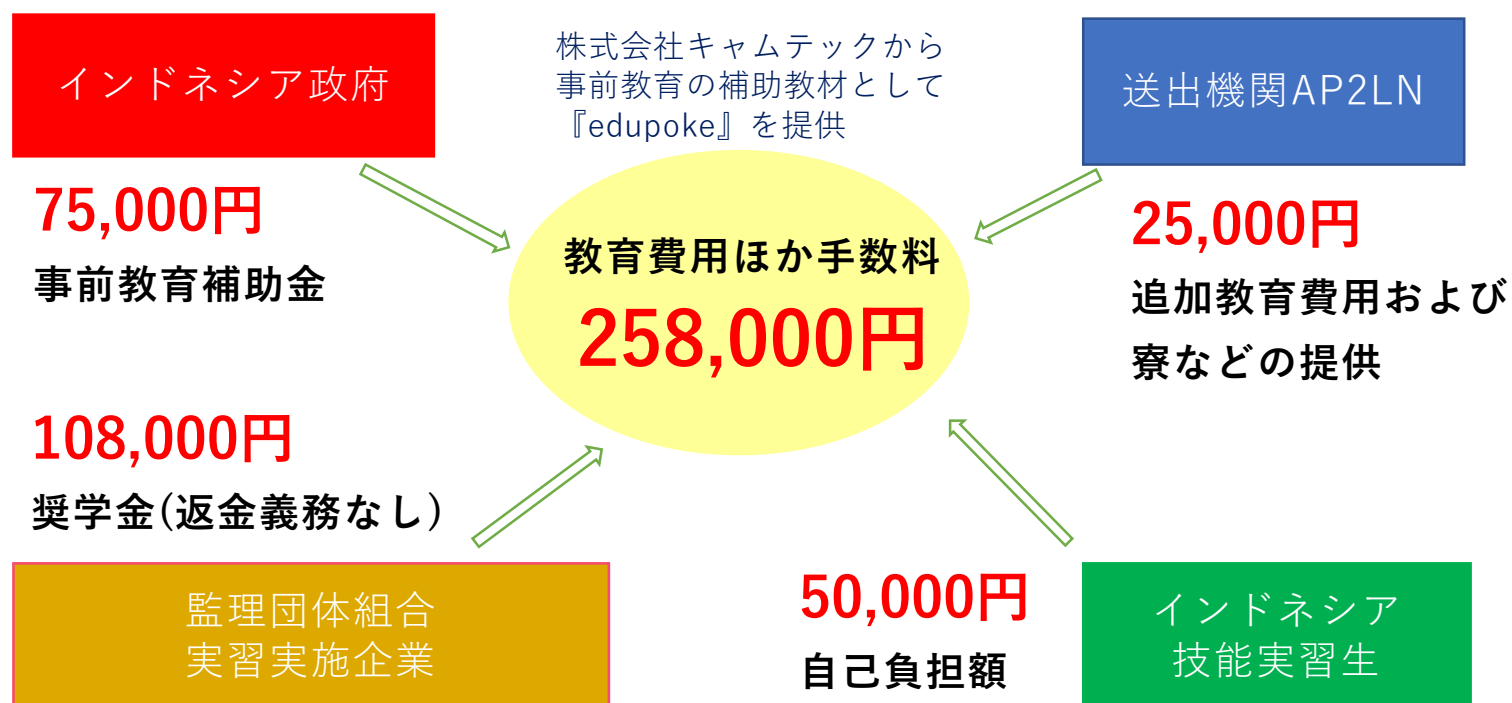 インドネシア政府
株式会社キャムテックから
事前教育の補助教材として
『edupoke』を提供
送出機関AP2LN
75,000円
事前教育補助金
教育費用ほか手数料
258,000円
25,000円
追加教育費用および
寮などの提供
108,000円
奨学金(返金義務なし)
監理団体組合
実習実施企業
50,000円
自己負担額
インドネシア
技能実習生